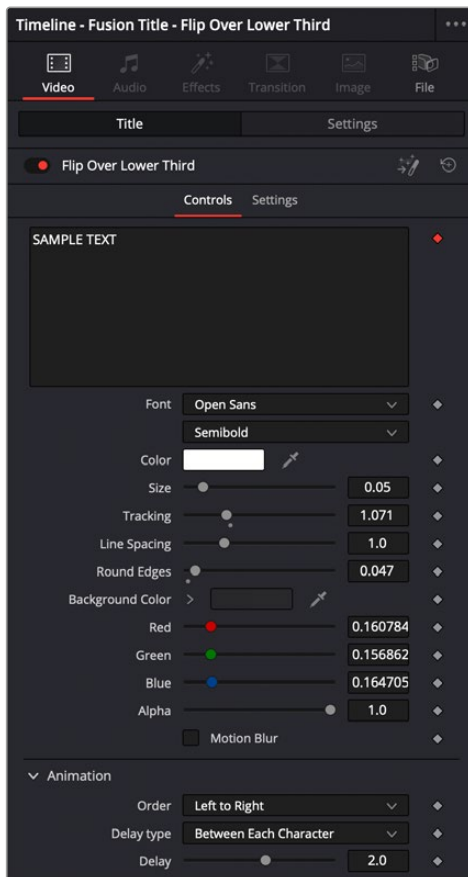 Timeline - Fusion Title - Flip Over Lower Third
Video Audio Effects Transition Image File
Title Settings
Flip Over Lower Third
Controls Settings
SAMPLE TEXT
Font Open Sans
Semibold
Color
Size 0.05
Tracking 1.071
Line Spacing 1.0
Round Edges 0.047
Background Color
Red 0.160784
Green 0.156862
Blue 0.164705
Alpha 1.0
Motion Blur
Animation
Order Left to Right
Delay type Between Each Character
Delay 2.0